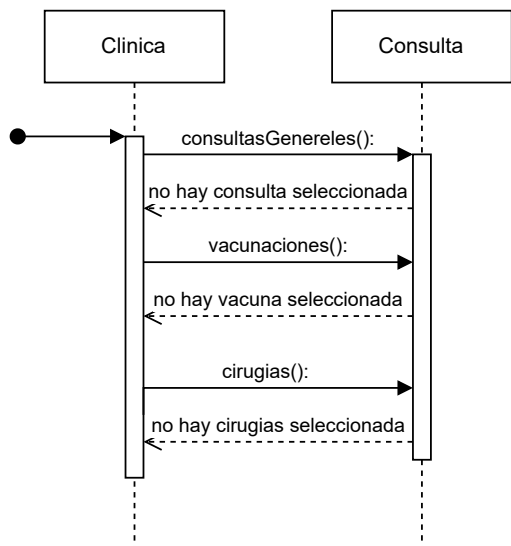 Clinica
Consulta
consultasGenereles():
no hay consulta seleccionada
vacunaciones():
no hay vacuna seleccionada
cirugias():
no hay cirugias seleccionada